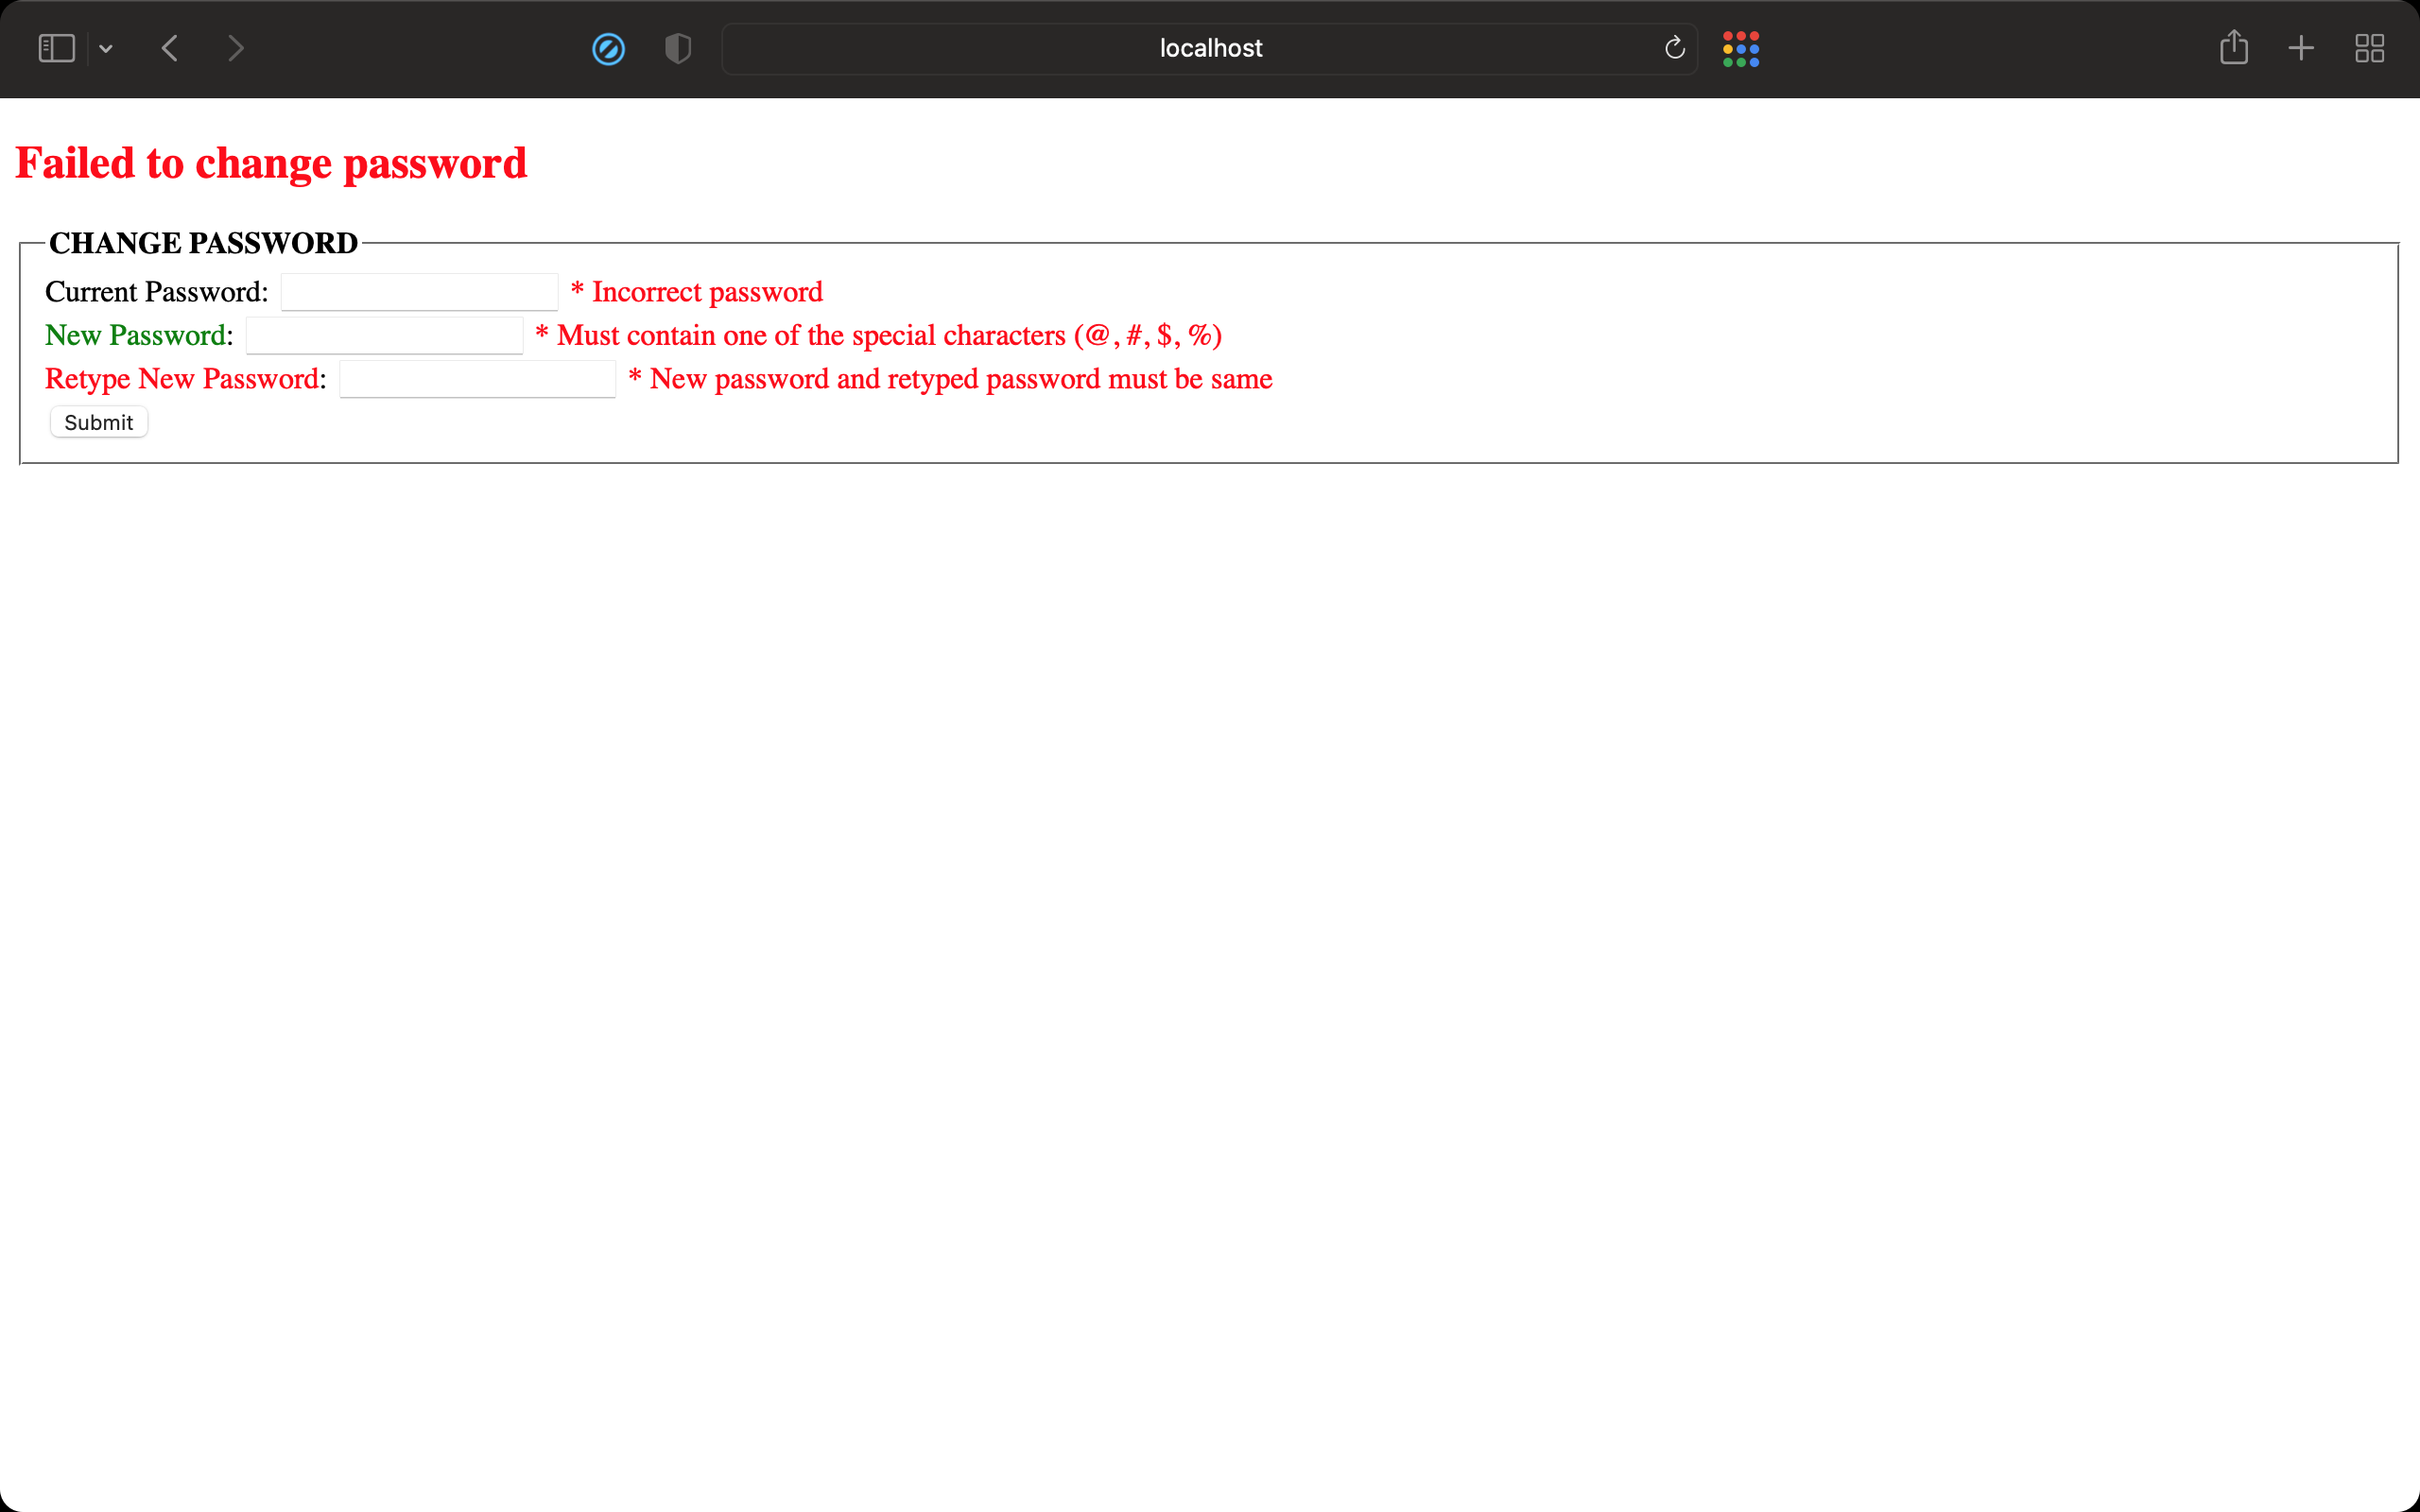 localhost
Failed to change password
CHANGE PASSWORD
Current Password: * Incorrect password
New Password: * Must contain one of the special characters (@, #, $, %)
Retype New Password: * New password and retyped password must be same
Submit